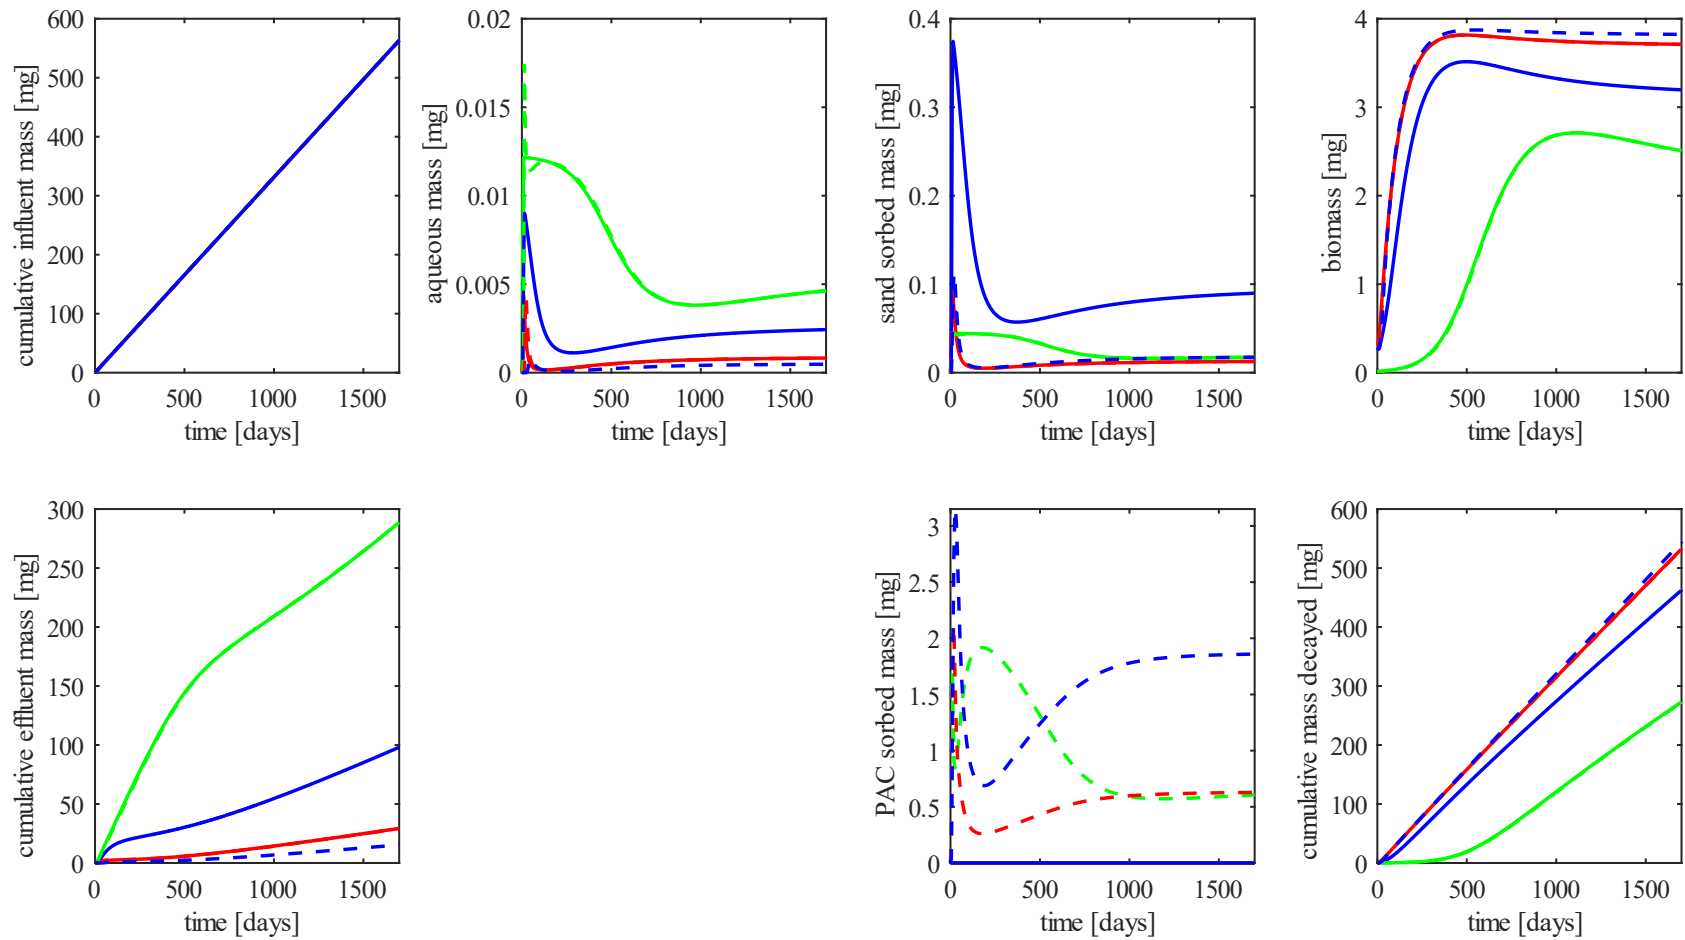 cumulative influent mass [mg]
600
500
400
300
200
100
0
0 500 1000 1500
time [days]
aqueous mass [mg]
0.02
0.015
0.01
0.005
0
0 500 1000 1500
time [days]
sand sorbed mass [mg]
0.4
0.3
0.2
0.1
0
0 500 1000 1500
time [days]
biomass [mg]
4
3
2
1
0
0 500 1000 1500
time [days]
cumulative effluent mass [mg]
300
250
200
150
100
50
0
0 500 1000 1500
time [days]
PAC sorbed mass [mg]
3
2.5
2
1.5
1
0.5
0
0 500 1000 1500
time [days]
cumulative mass decayed [mg]
600
500
400
300
200
100
0
0 500 1000 1500
time [days]